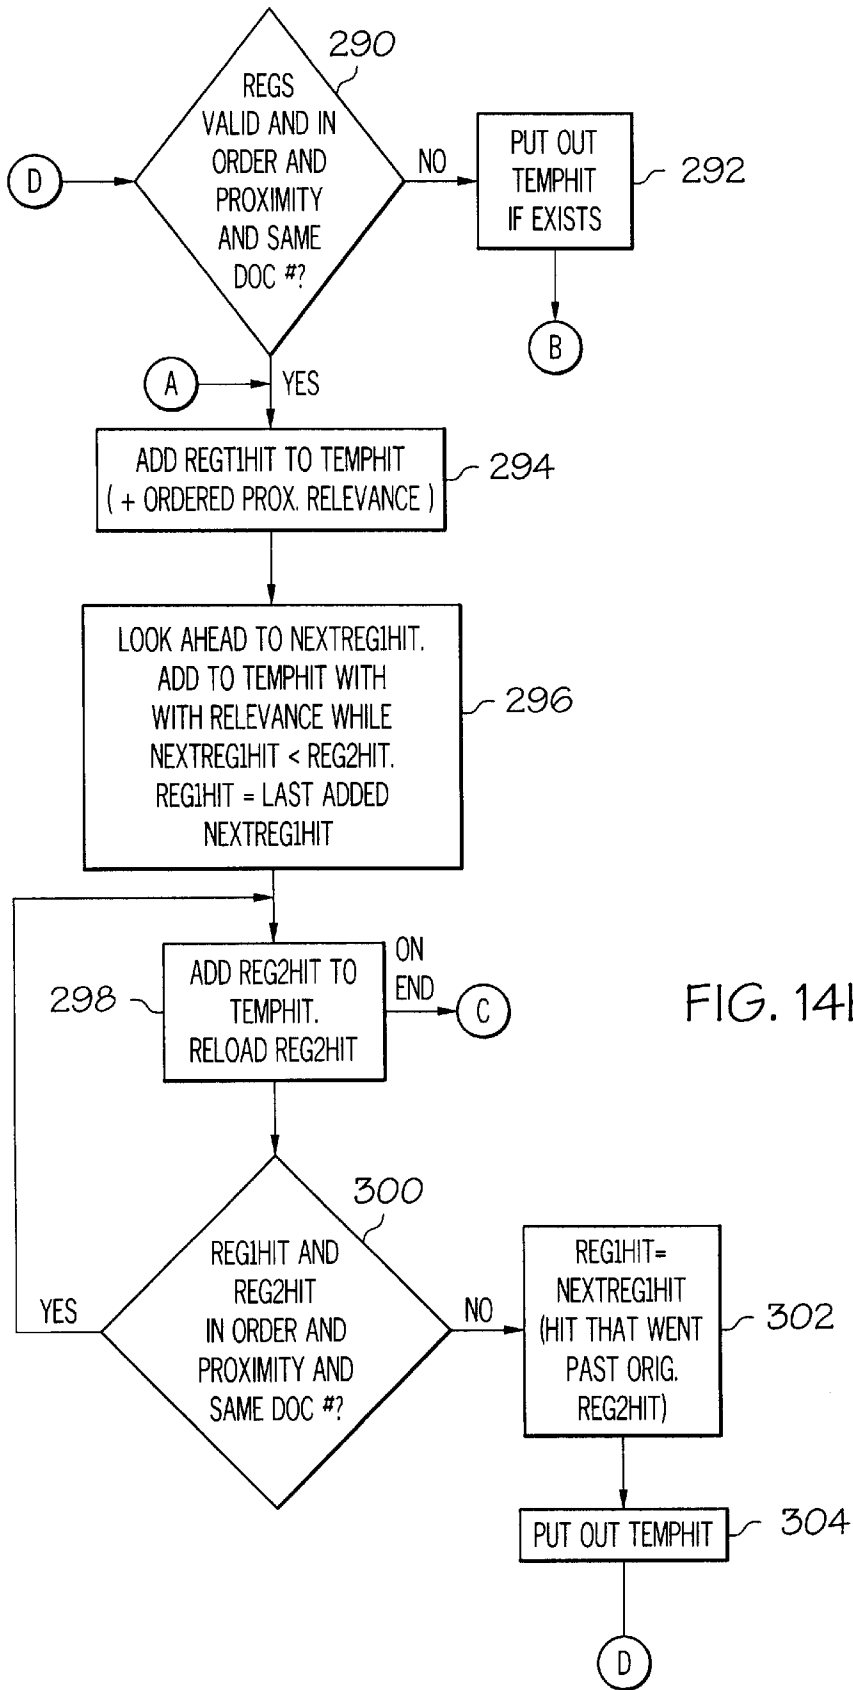 290
REGS
VALID AND IN
ORDER AND
PROXIMITY
AND SAME
DOC #?
D
NO
PUT OUT
TEMPHIT
IF EXISTS
292
B
A
YES
ADD REGT1HIT TO TEMPHIT
( + ORDERED PROX. RELEVANCE )
294
LOOK AHEAD TO NEXTREG1HIT.
ADD TO TEMPHIT WITH
WITH RELEVANCE WHILE
NEXTREG1HIT < REG2HIT.
REG1HIT = LAST ADDED
NEXTREG1HIT
296
298
ADD REG2HIT TO
TEMPHIT.
RELOAD REG2HIT
ON
END
C
FIG. 14
300
REG1HIT AND
REG2HIT
IN ORDER AND
PROXIMITY AND
SAME DOC #?
YES
NO
REG1HIT=
NEXTREG1HIT
(HIT THAT WENT
PAST ORIG.
REG2HIT)
302
PUT OUT TEMPHIT
304
D